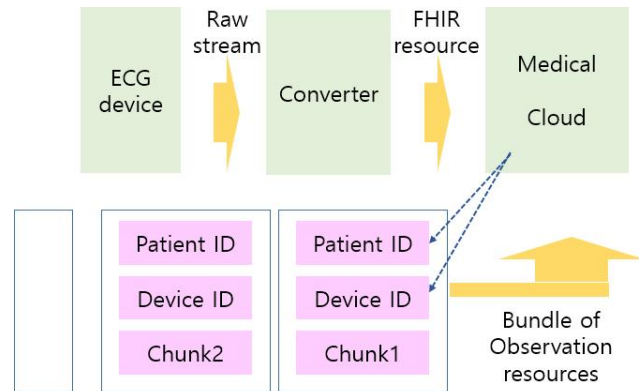 ECG
device
Raw
stream
Converter
FHIR
resource
Medical
Cloud
Patient ID
Device ID
Chunk2
Patient ID
Device ID
Chunk1
Bundle of
Observation
resources